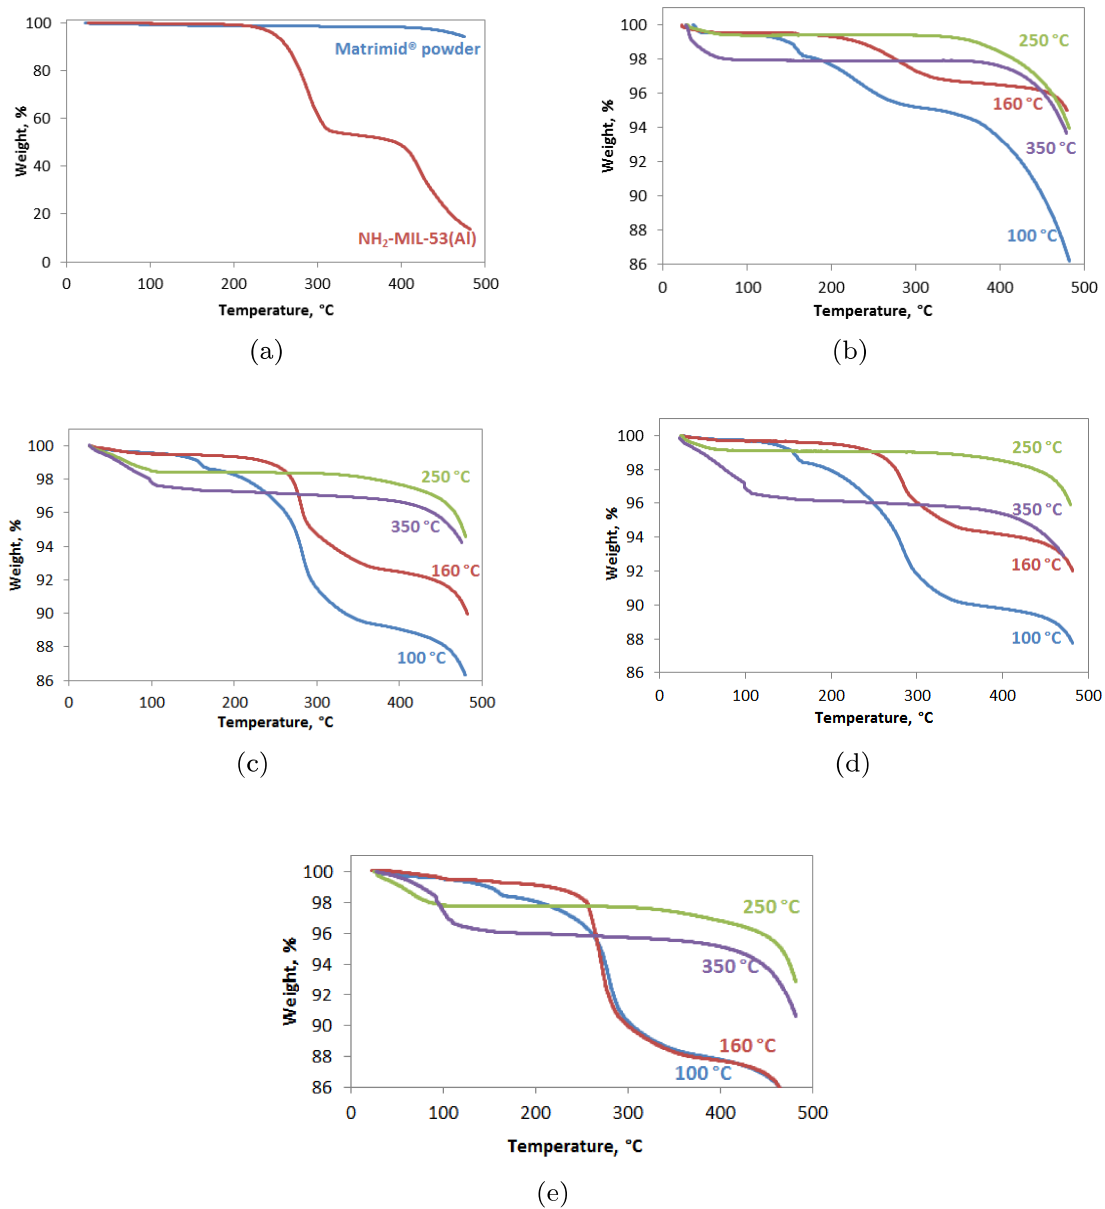 100
80
60
40
20
0
Weight, %
0 100 200 300 400 500
Temperature, °C
Matrimid® powder
NH₂-MIL-53(Al)
(a)
100
98
96
94
92
90
88
86
Weight, %
0 100 200 300 400 500
Temperature, °C
250 °C
160 °C
350 °C
100 °C
(b)
100
98
96
94
92
90
88
86
Weight, %
0 100 200 300 400 500
Temperature, °C
250 °C
350 °C
160 °C
100 °C
(c)
100
98
96
94
92
90
88
86
Weight, %
0 100 200 300 400 500
Temperature, °C
250 °C
350 °C
160 °C
100 °C
(d)
100
98
96
94
92
90
88
86
Weight, %
0 100 200 300 400 500
Temperature, °C
250 °C
350 °C
160 °C
100 °C
(e)